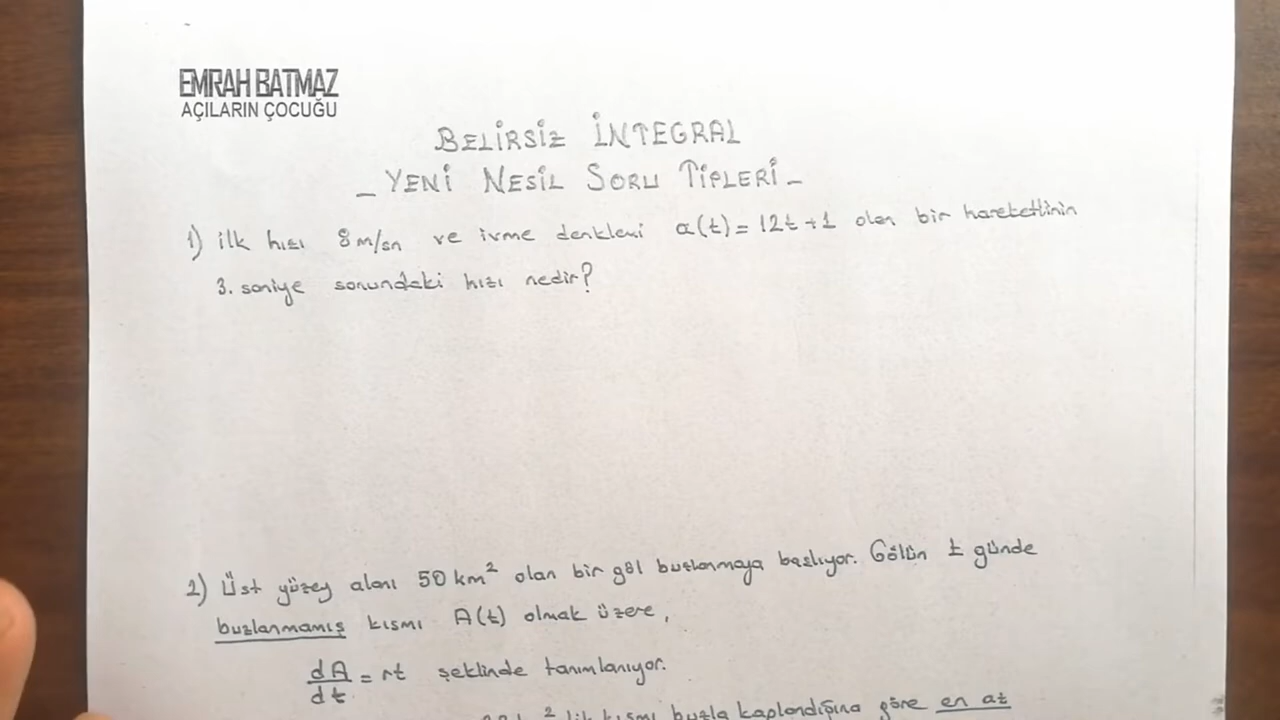 EMRAH BATMAZ
AÇILARIN ÇOCUĞU
BELİRSİZ İNTEGRAL
- YENİ NESİL SORU TİPLERİ -
1) ilk hızı 8 m/sn ve ivme denklemi a(t) = 12t + 1 olan bir hareketlinin
3. saniye sonundaki hızı nedir?
2) Üst yüzey alanı 50 km² olan bir göl buzlanmaya başlıyor. Gölün t günde
buzlanmamış kısmı A(t) olmak üzere,
dA/dt = rt şeklinde tanımlanıyor.
²'lik kısmı buzla kaplandığına göre en az